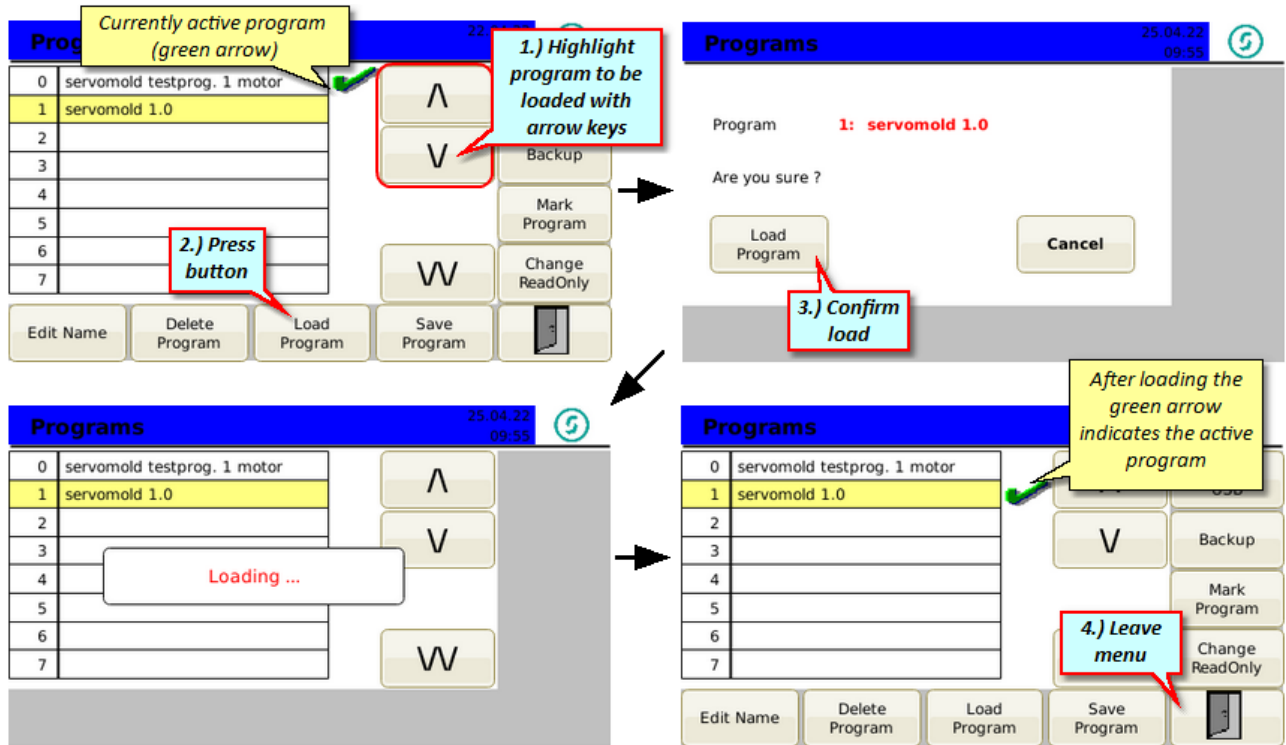 Currently active program
(green arrow)
22.
0 servomold testprog. 1 motor
1 servomold 1.0
2
3
4
5
6
7
/\
\/
\/\/
1.) Highlight
program to be
loaded with
arrow keys
Backup
Mark
Program
Change
ReadOnly
2.) Press
button
Edit Name
Delete
Program
Load
Program
Save
Program
Programs
25.04.22
09:55
Program 1: servomold 1.0
Are you sure ?
Load
Program
Cancel
3.) Confirm
load
Programs
25.04.22
09:55
0 servomold testprog. 1 motor
1 servomold 1.0
2
3
4
5
6
7
Loading ...
/\
\/
\/\/
Programs
After loading the
green arrow
indicates the active
program
0 servomold testprog. 1 motor
1 servomold 1.0
2
3
4
5
6
7
\/
Backup
Mark
Program
Change
ReadOnly
4.) Leave
menu
Edit Name
Delete
Program
Load
Program
Save
Program